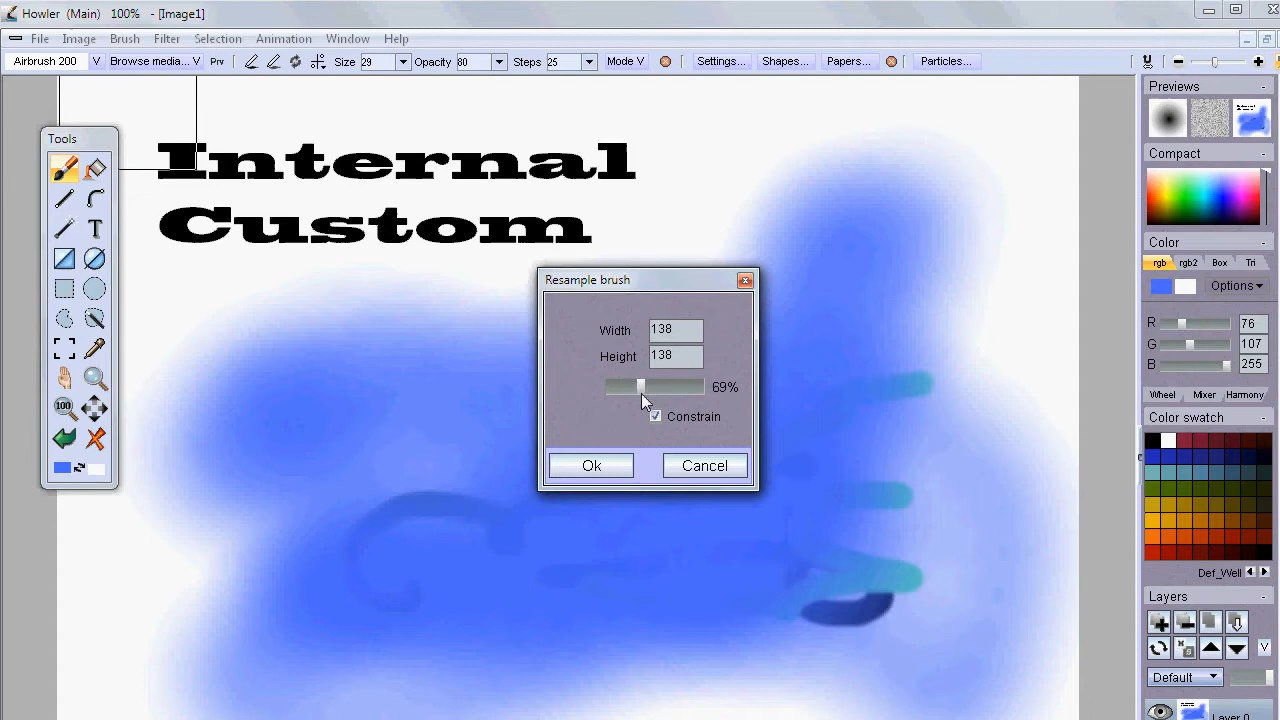 Howler (Main) 100% - [Image1]
File Image Brush Filter Selection Animation Window Help
Airbrush 200 V Browse media... V Prv Size 29 Opacity 80 Steps 25 Mode V Settings... Shapes... Papers... Particles...
Tools
Internal
Custom
Resample brush
Width 138
Height 138
69%
Constrain
Ok Cancel
Previews -
Compact -
Color -
rgb rgb2 Box Tri
Options
R 76
G 107
B 255
Wheel Mixer Harmony
Color swatch -
Def_Well
Layers -
V
Default
Layer 0